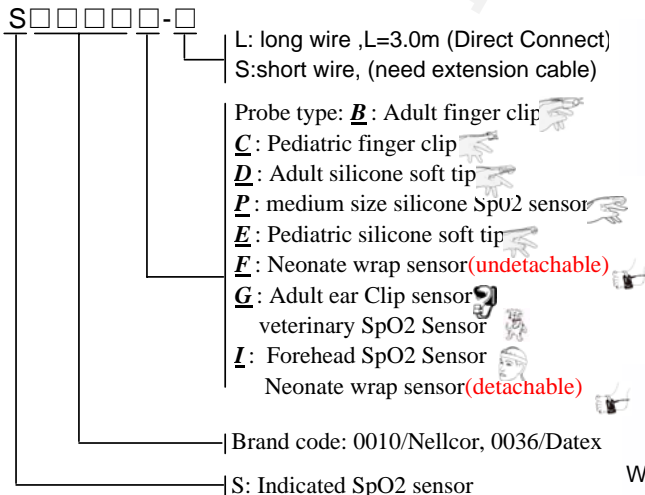 S□□□□□-□
L: long wire ,L=3.0m (Direct Connect)
S:short wire, (need extension cable)
Probe type: B : Adult finger clip
C : Pediatric finger clip
D : Adult silicone soft tip
P : medium size silicone SpO2 sensor
E : Pediatric silicone soft tip
F : Neonate wrap sensor(undetachable)
G : Adult ear Clip sensor
veterinary SpO2 Sensor
I : Forehead SpO2 Sensor
Neonate wrap sensor(detachable)
Brand code: 0010/Nellcor, 0036/Datex
W
S: Indicated SpO2 sensor